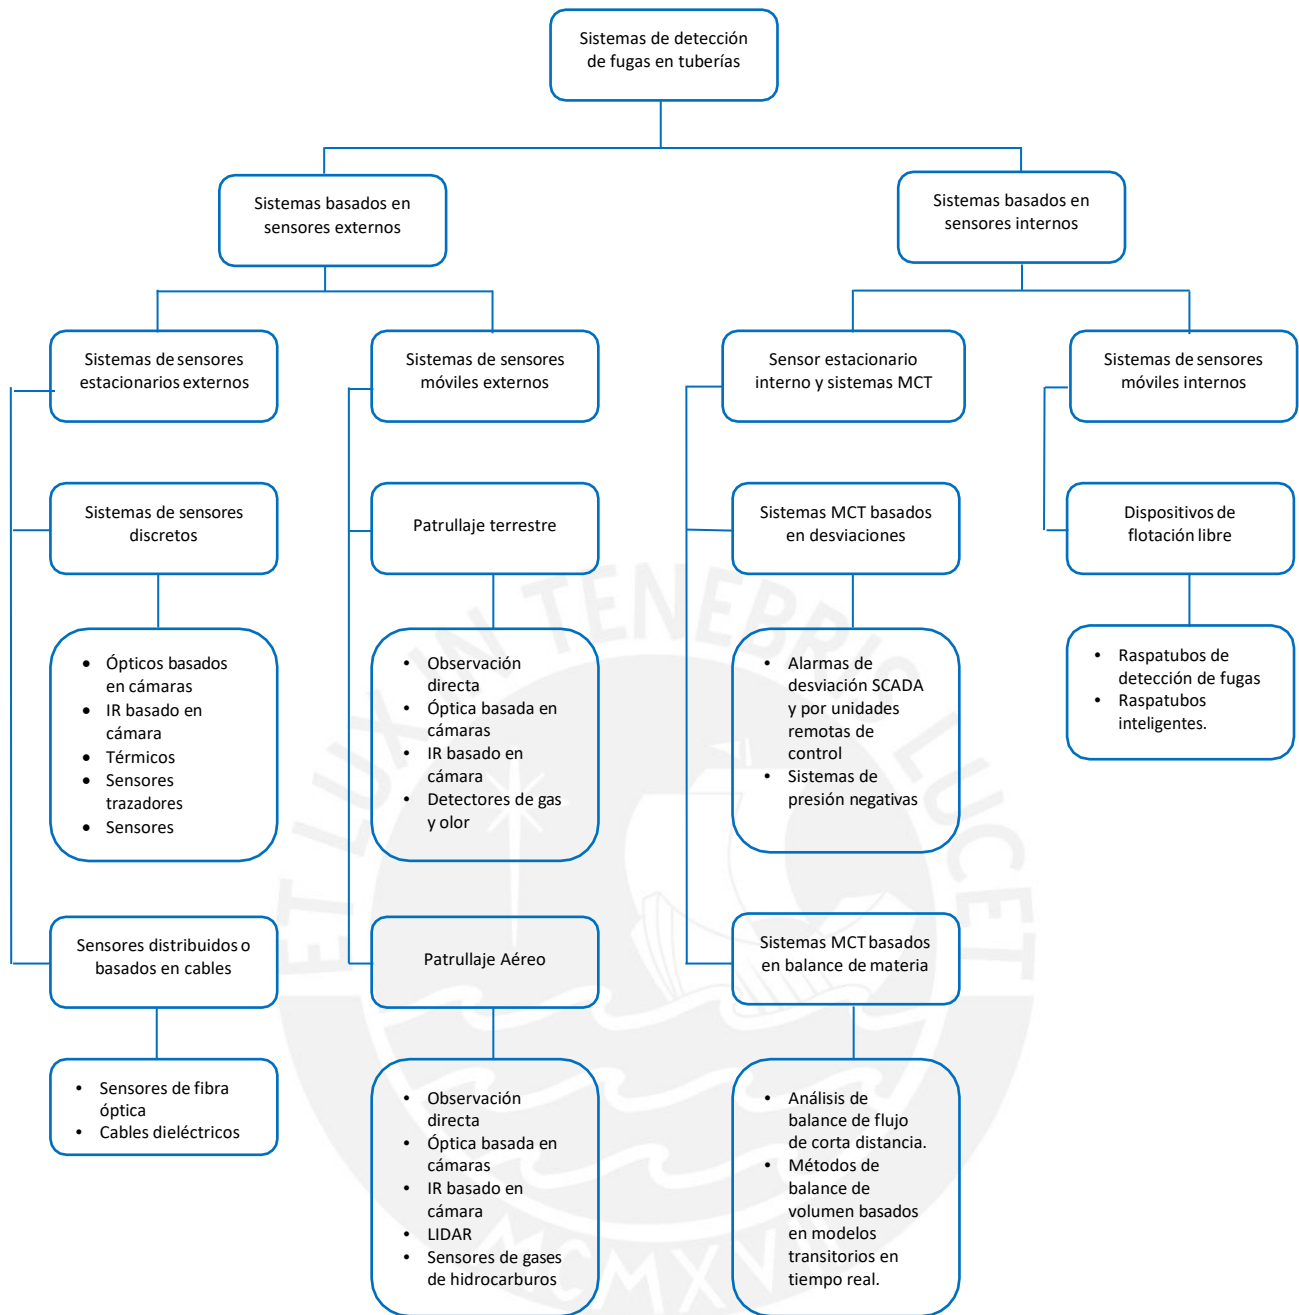 Sistemas de detección
de fugas en tuberías
Sistemas basados en
sensores externos
Sistemas basados en
sensores internos
Sistemas de sensores
estacionarios externos
Sistemas de sensores
móviles externos
Sensor estacionario
interno y sistemas MCT
Sistemas de sensores
móviles internos
Sistemas de sensores
discretos
Patrullaje terrestre
Sistemas MCT basados
en desviaciones
Dispositivos de
flotación libre
• Ópticos basados
en cámaras
• IR basado en
cámara
• Térmicos
• Sensores
trazadores
• Sensores
• Observación
directa
• Óptica basada en
cámaras
• IR basado en
cámara
• Detectores de gas
y olor
• Alarmas de
desviación SCADA
y por unidades
remotas de
control
• Sistemas de
presión negativas
• Raspatubos de
detección de fugas
• Raspatubos
inteligentes.
Sensores distribuidos o
basados en cables
Patrullaje Aéreo
Sistemas MCT basados
en balance de materia
• Sensores de fibra
óptica
• Cables dieléctricos
• Observación
directa
• Óptica basada en
cámaras
• IR basado en
cámara
• LIDAR
• Sensores de gases
de hidrocarburos
• Análisis de
balance de flujo
de corta distancia.
• Métodos de
balance de
volumen basados
en modelos
transitorios en
tiempo real.
ET LUX IN TENEBRIS LUCET
MCMXVI